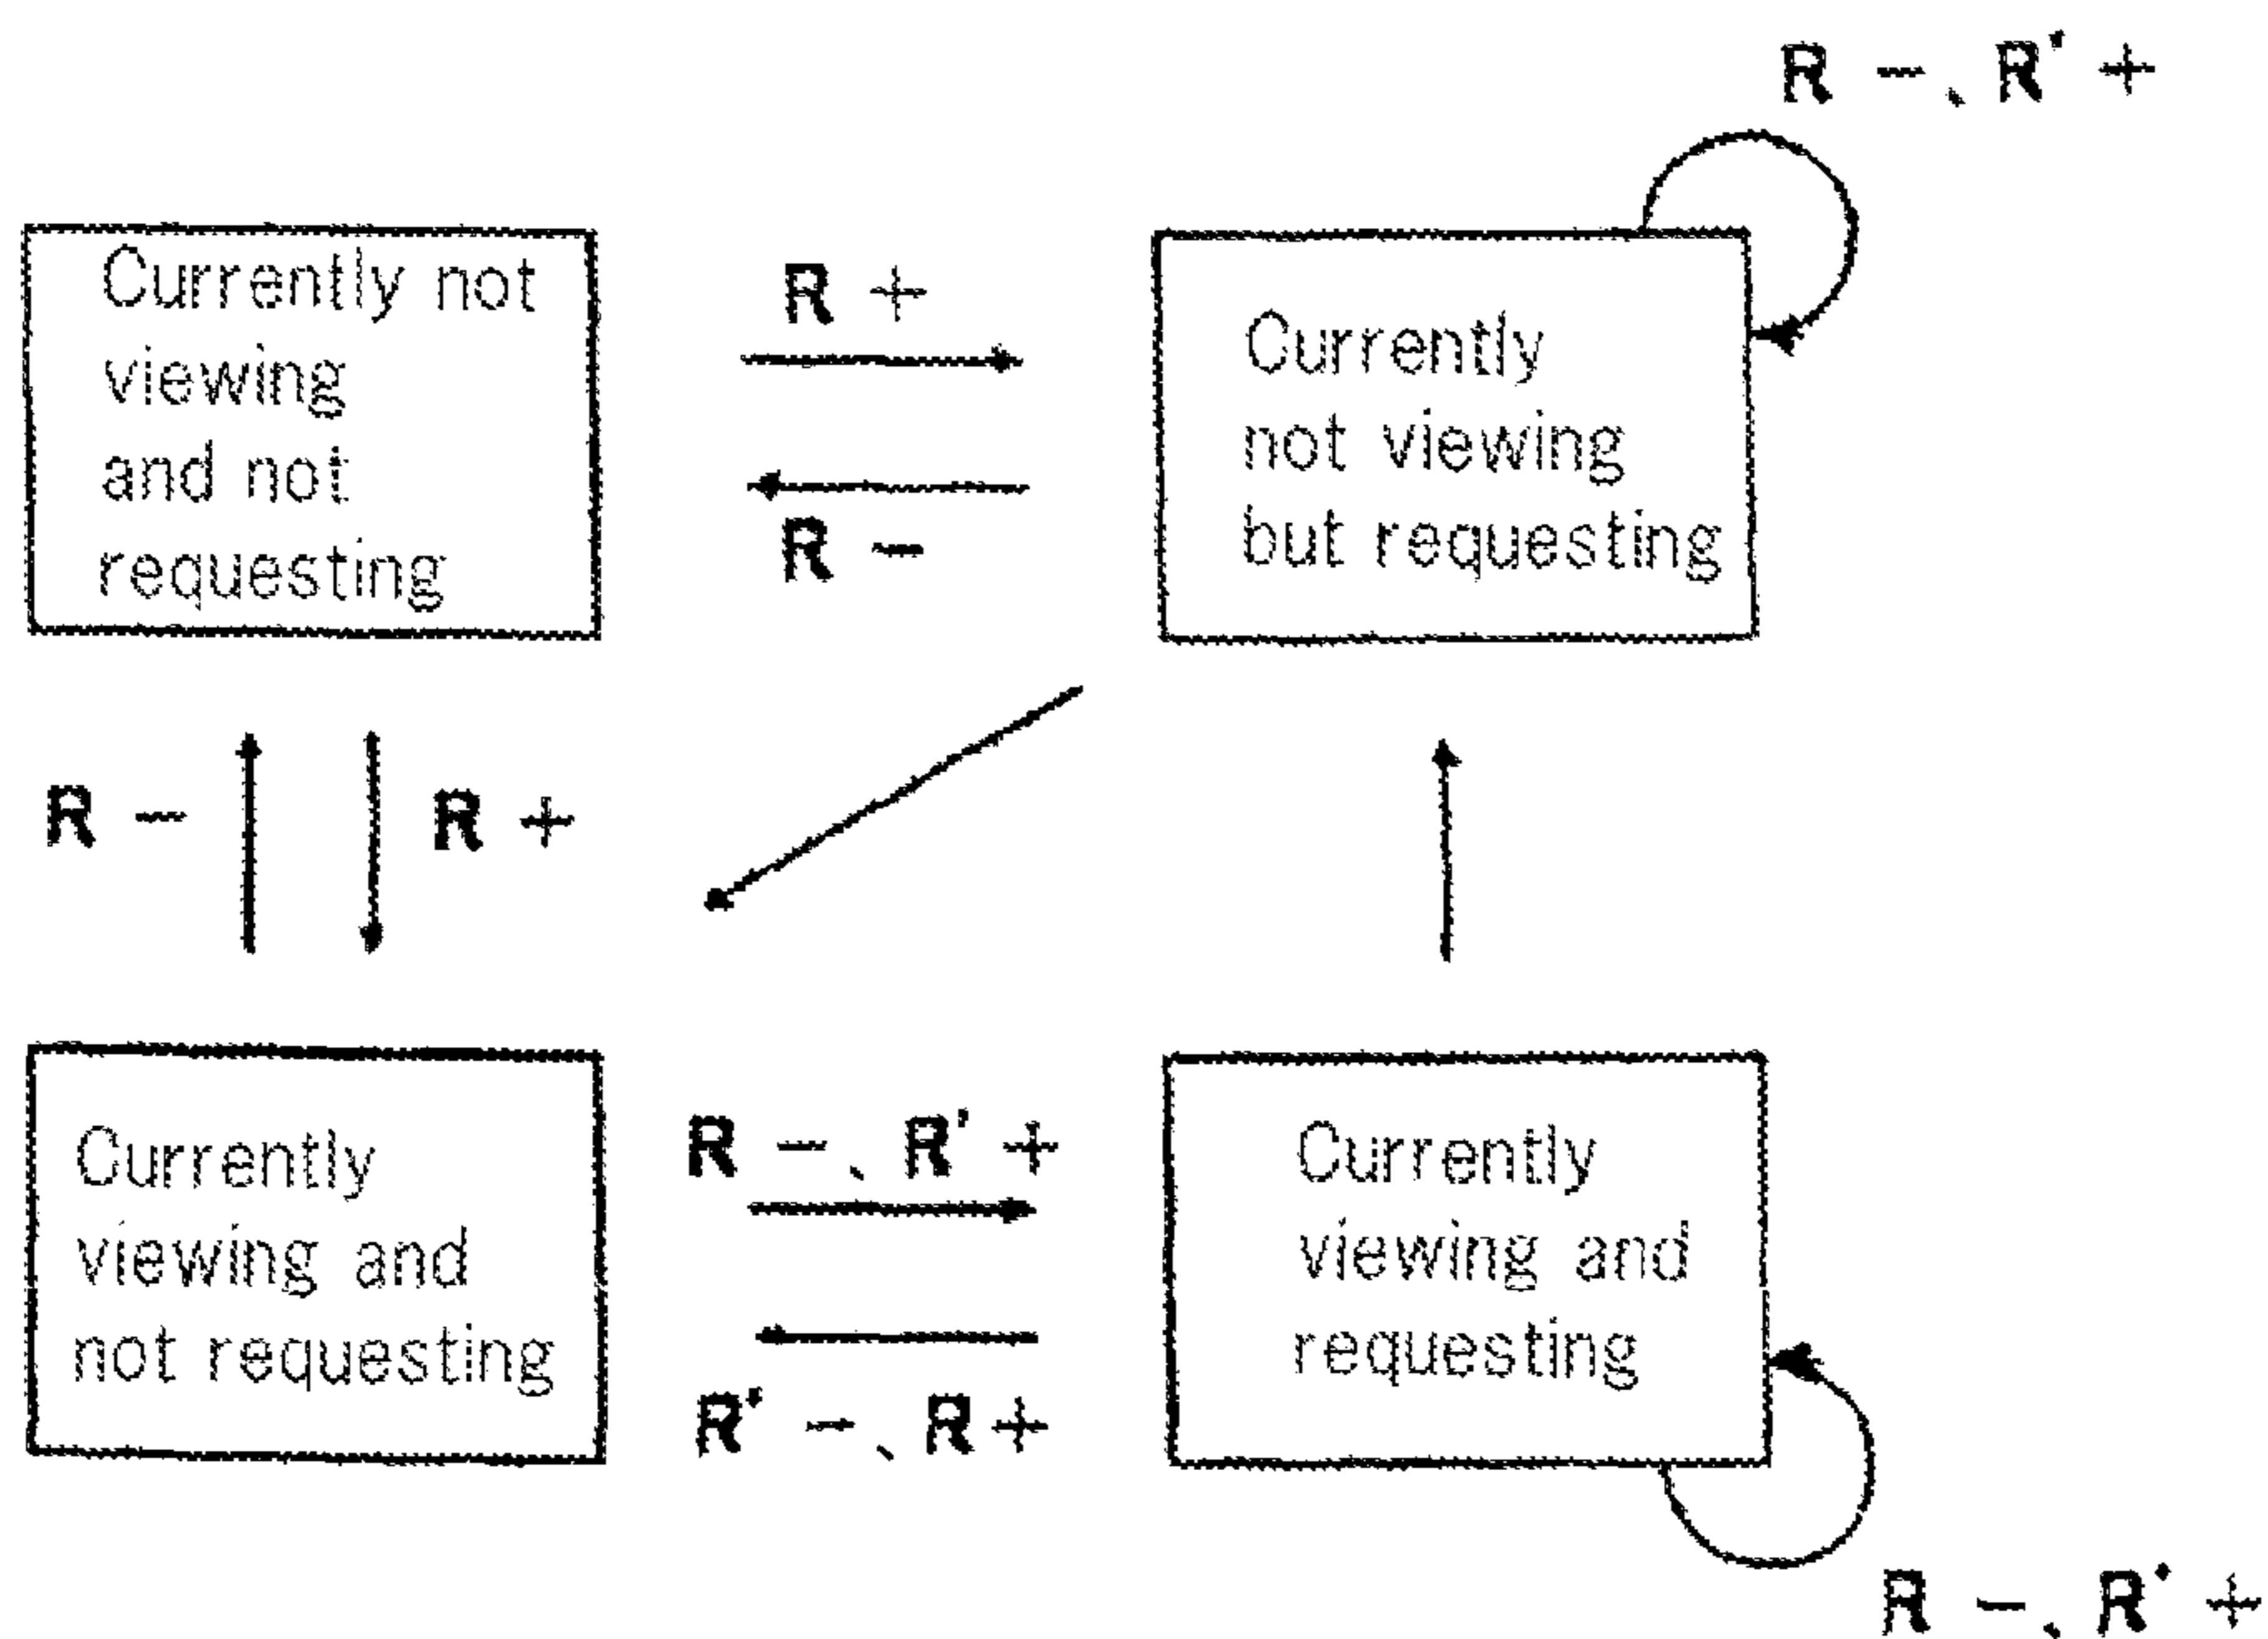 R －、R' +
Currently not
viewing
and not
requesting
R +
R －
Currently
not viewing
but requesting
R －
R +
Currently
viewing and
not requesting
R －、R' +
R' －、R +
Currently
viewing and
requesting
R －、R' +